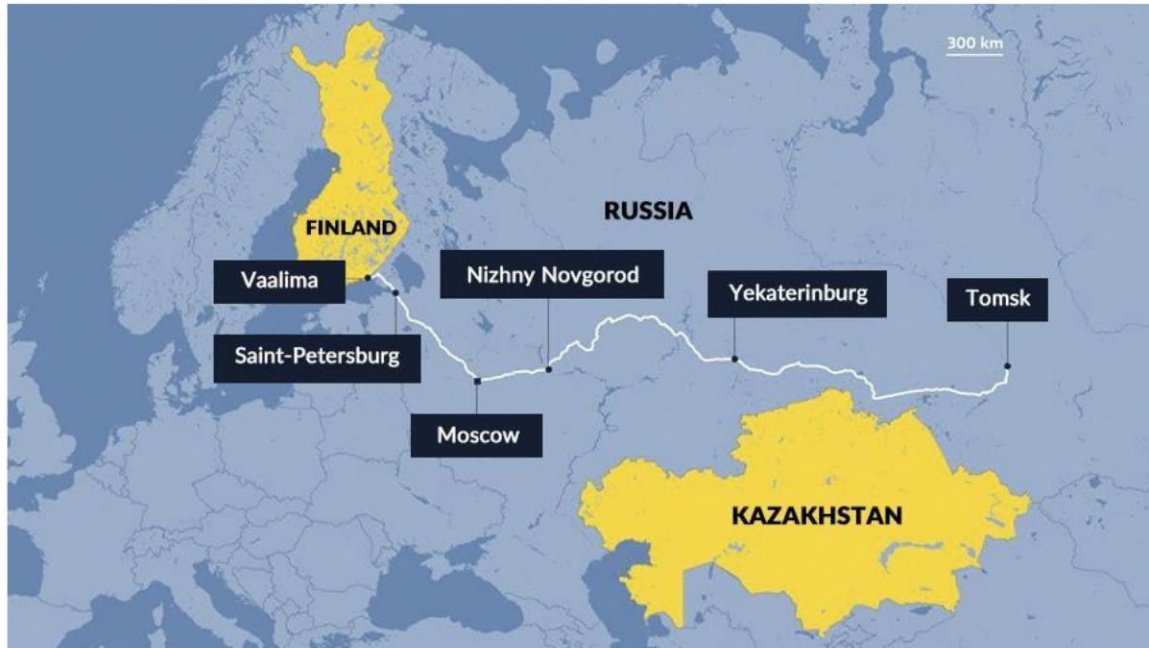 300 km
RUSSIA
FINLAND
Vaalima
Nizhny Novgorod
Yekaterinburg
Tomsk
Saint-Petersburg
Moscow
KAZAKHSTAN